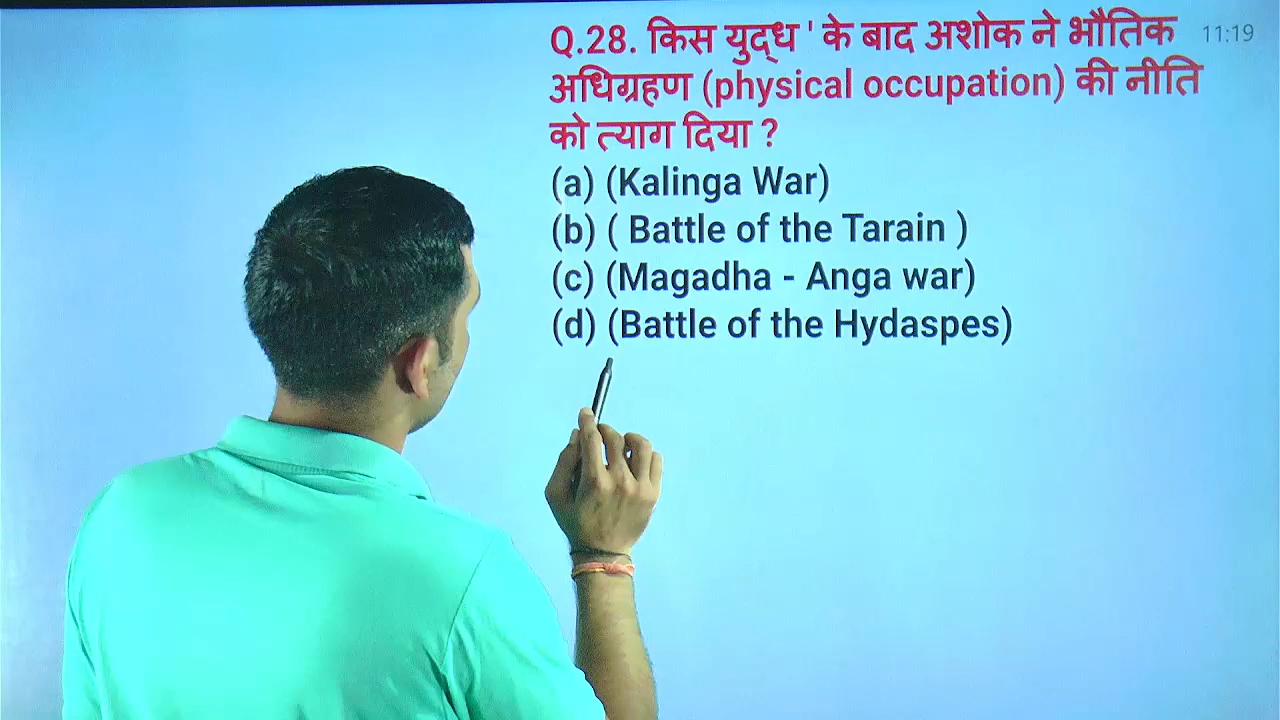 Q.28. किस युद्ध ' के बाद अशोक ने भौतिक
11:19
अधिग्रहण (physical occupation) की नीति
को त्याग दिया ?
(a) (Kalinga War)
(b) ( Battle of the Tarain )
(c) (Magadha - Anga war)
(d) (Battle of the Hydaspes)